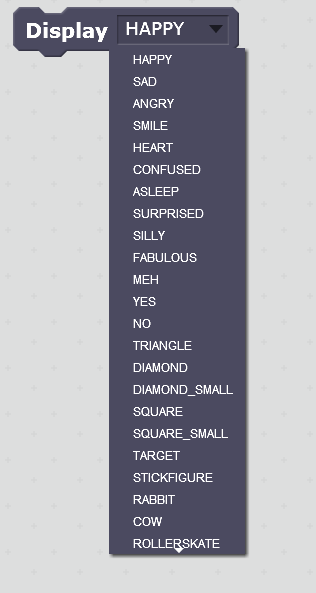 Display HAPPY
HAPPY
SAD
ANGRY
SMILE
HEART
CONFUSED
ASLEEP
SURPRISED
SILLY
FABULOUS
MEH
YES
NO
TRIANGLE
DIAMOND
DIAMOND_SMALL
SQUARE
SQUARE_SMALL
TARGET
STICKFIGURE
RABBIT
COW
ROLLERSKATE